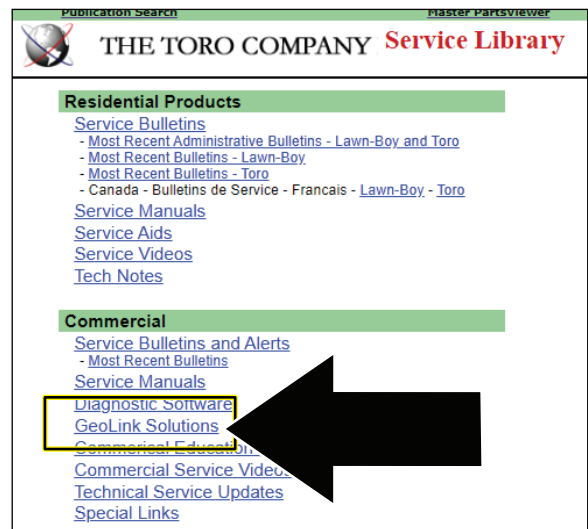 Publication Search Master PartsViewer
THE TORO COMPANY Service Library
Residential Products
Service Bulletins
- Most Recent Administrative Bulletins - Lawn-Boy and Toro
- Most Recent Bulletins - Lawn-Boy
- Most Recent Bulletins - Toro
- Canada - Bulletins de Service - Francais - Lawn-Boy - Toro
Service Manuals
Service Aids
Service Videos
Tech Notes
Commercial
Service Bulletins and Alerts
- Most Recent Bulletins
Service Manuals
Diagnostic Software
GeoLink Solutions
Commerical Education
Commercial Service Videos
Technical Service Updates
Special Links